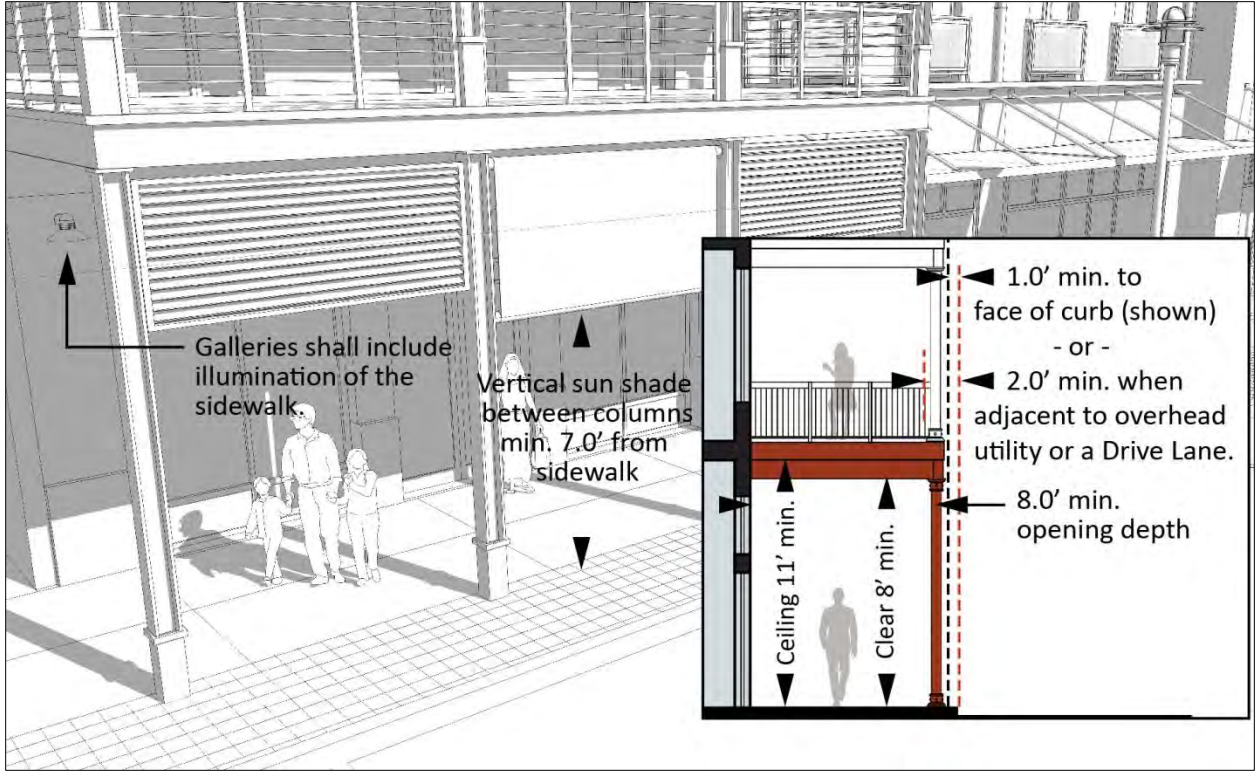 Galleries shall include
illumination of the
sidewalk.
Vertical sun shade
between columns
min. 7.0’ from
sidewalk
1.0’ min. to
face of curb (shown)
- or -
2.0’ min. when
adjacent to overhead
utility or a Drive Lane.
8.0’ min.
opening depth
Ceiling 11’ min.
Clear 8’ min.